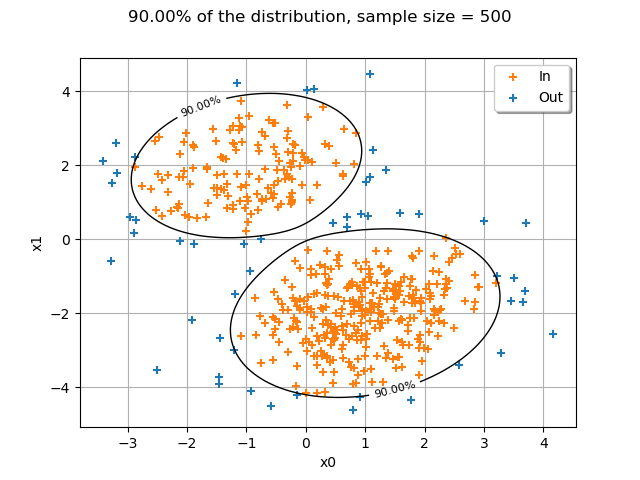 90.00% of the distribution, sample size = 500
In
Out
90.00%
90.00%
4
2
0
−2
−4
x1
−3 −2 −1 0 1 2 3 4
x0